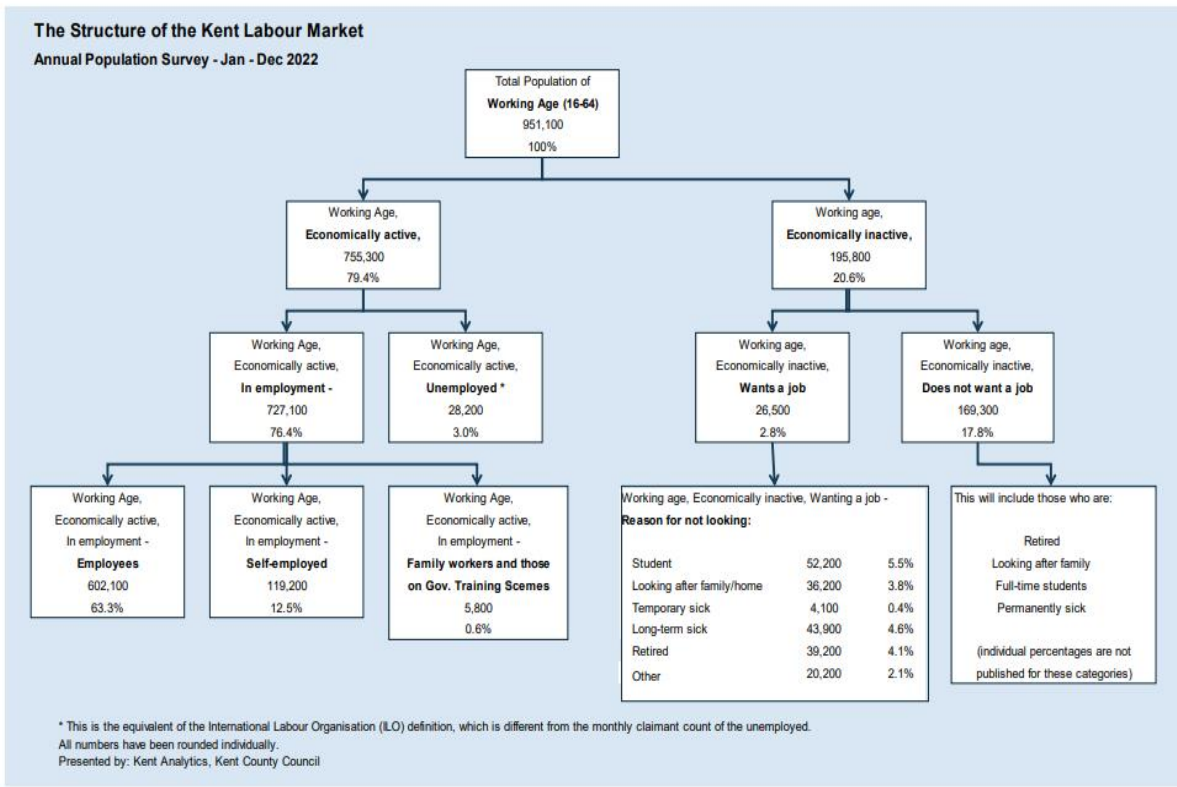 The Structure of the Kent Labour Market
Annual Population Survey - Jan - Dec 2022
Total Population of
Working Age (16-64)
951,100
100%
Working Age,
Economically active,
755,300
79.4%
Working age,
Economically inactive,
195,800
20.6%
Working Age,
Economically active,
In employment -
727,100
76.4%
Working Age,
Economically active,
Unemployed *
28,200
3.0%
Working age,
Economically inactive,
Wants a job
26,500
2.8%
Working age,
Economically inactive,
Does not want a job
169,300
17.8%
Working Age,
Economically active,
In employment -
Employees
602,100
63.3%
Working Age,
Economically active,
In employment -
Self-employed
119,200
12.5%
Working Age,
Economically active,
In employment -
Family workers and those
on Gov. Training Scemes
5,800
0.6%
Working age, Economically inactive, Wanting a job -
Reason for not looking:
Student 52,200 5.5%
Looking after family/home 36,200 3.8%
Temporary sick 4,100 0.4%
Long-term sick 43,900 4.6%
Retired 39,200 4.1%
Other 20,200 2.1%
This will include those who are:
Retired
Looking after family
Full-time students
Permanently sick
(individual percentages are not
published for these categories)
* This is the equivalent of the International Labour Organisation (ILO) definition, which is different from the monthly claimant count of the unemployed.
All numbers have been rounded individually.
Presented by: Kent Analytics, Kent County Council